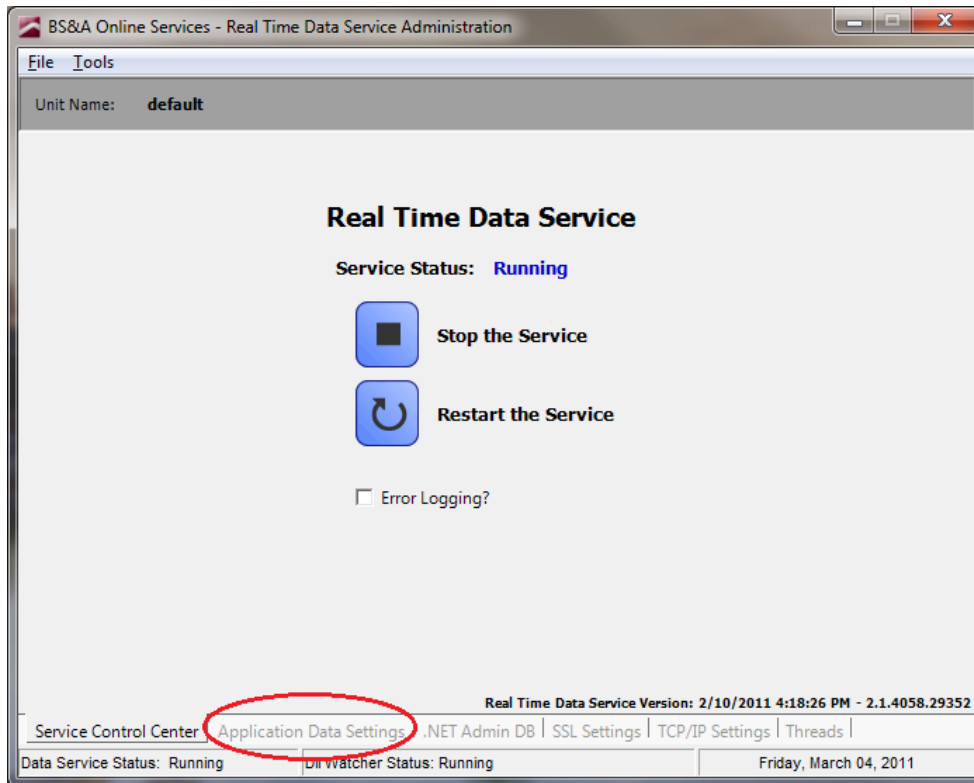 BS&A Online Services - Real Time Data Service Administration
File Tools
Unit Name: default
Real Time Data Service
Service Status: Running
Stop the Service
Restart the Service
Error Logging?
Real Time Data Service Version: 2/10/2011 4:18:26 PM - 2.1.4058.29352
Service Control Center Application Data Settings .NET Admin DB SSL Settings TCP/IP Settings Threads
Data Service Status: Running Dir Watcher Status: Running Friday, March 04, 2011